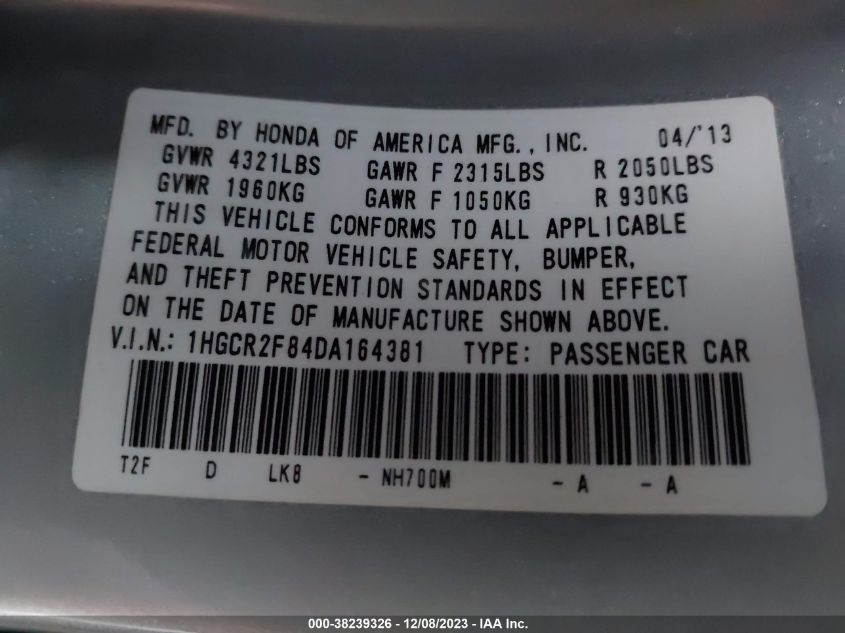 MFD. BY HONDA OF AMERICA MFG., INC. 04/'13
GVWR 4321LBS GAWR F 2315LBS R 2050LBS
GVWR 1960KG GAWR F 1050KG R 930KG
THIS VEHICLE CONFORMS TO ALL APPLICABLE
FEDERAL MOTOR VEHICLE SAFETY, BUMPER,
AND THEFT PREVENTION STANDARDS IN EFFECT
ON THE DATE OF MANUFACTURE SHOWN ABOVE.
V.I.N.: 1HGCR2F84DA164381 TYPE: PASSENGER CAR
T2F D LK8 - NH700M - A - A
000-38239326 - 12/08/2023 - IAA Inc.